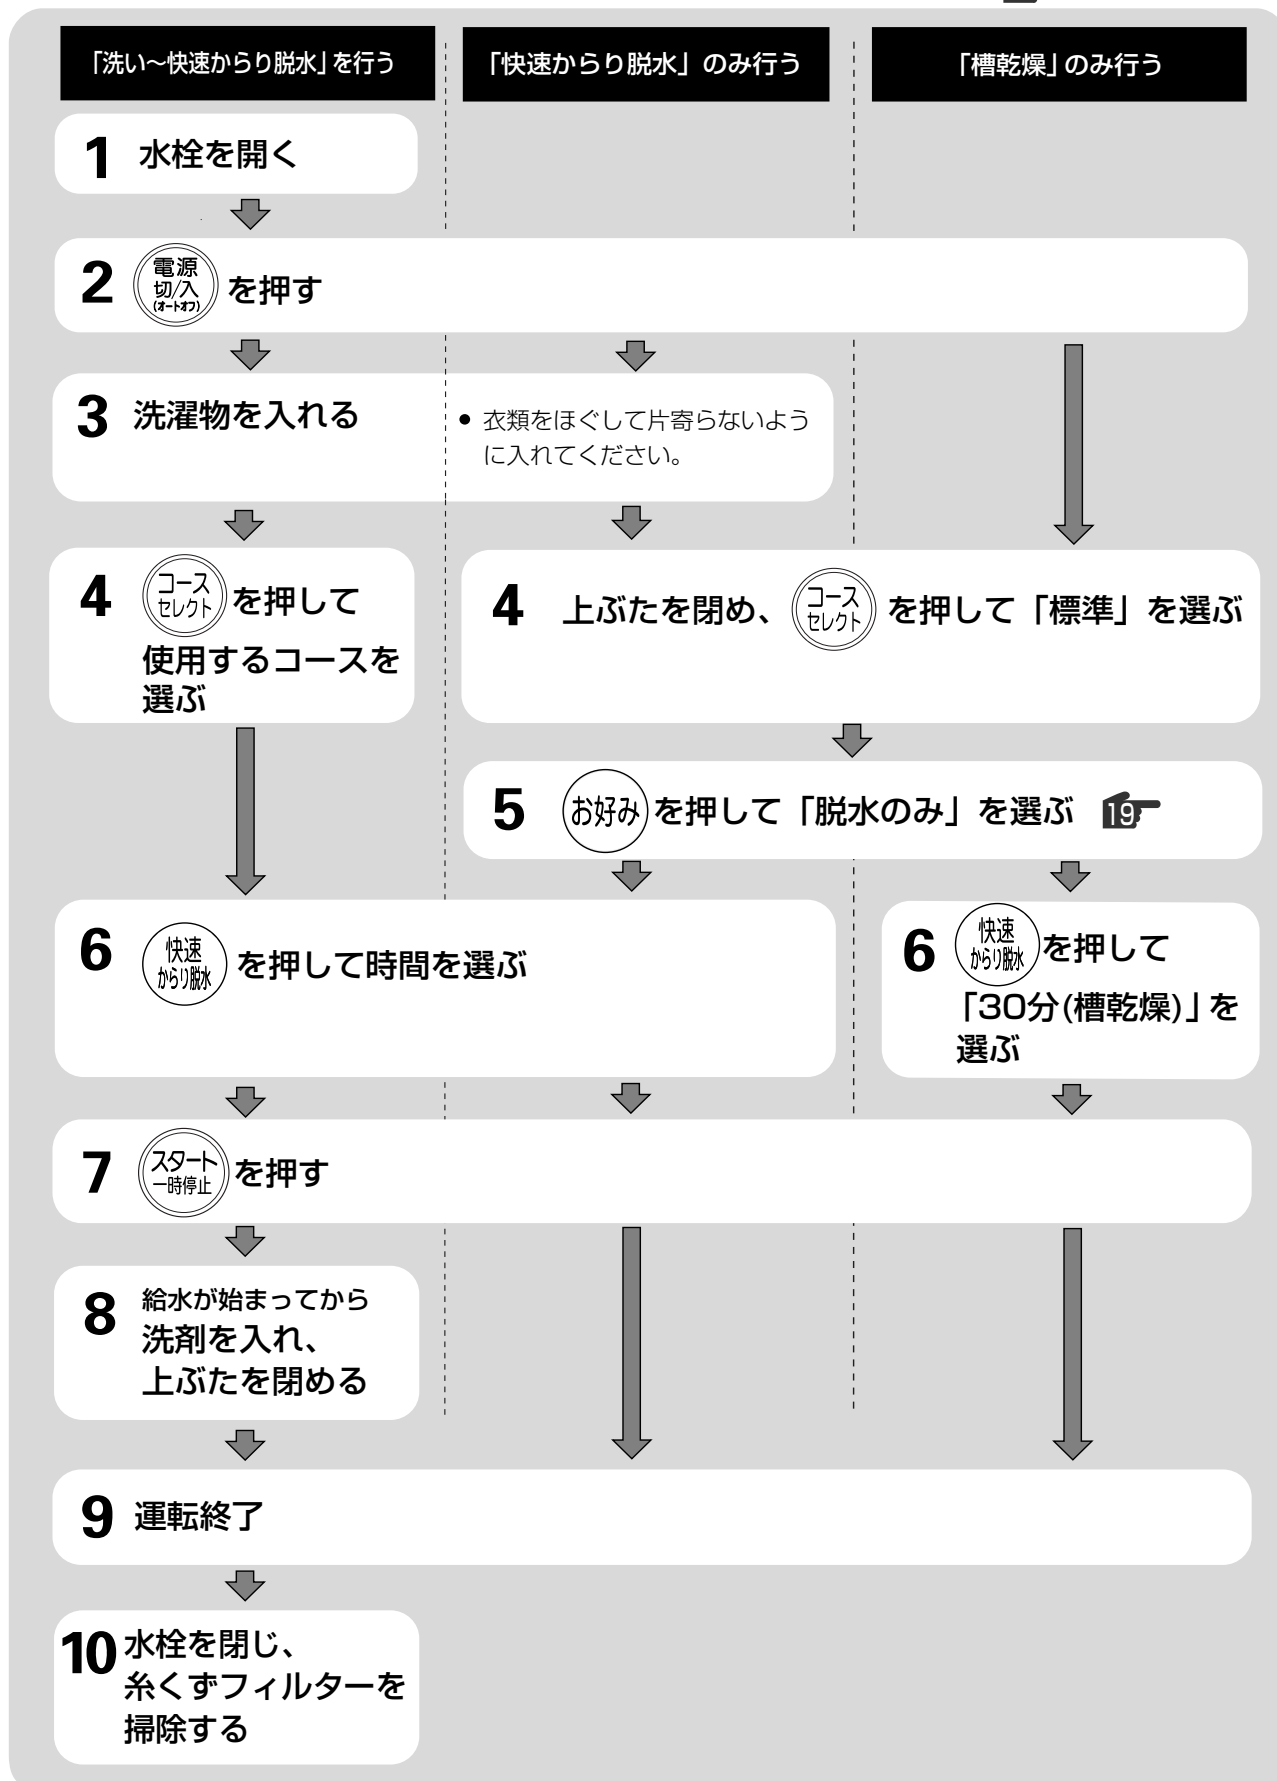 「洗い～快速からり脱水」を行う
「快速からり脱水」のみ行う
「槽乾燥」のみ行う
1 水栓を開く
2 電源
切/入
(オートオフ)
を押す
3 洗濯物を入れる
• 衣類をほぐして片寄らないよう
に入れてください。
4 コース
セレクト
を押して
使用するコースを
選ぶ
4 上ぶたを閉め、コース
セレクト
を押して「標準」を選ぶ
5 お好み を押して「脱水のみ」を選ぶ 19
6 快速
からり脱水
を押して時間を選ぶ
6 快速
からり脱水
を押して
「30分(槽乾燥)」を
選ぶ
7 スタート
一時停止
を押す
8 給水が始まってから
洗剤を入れ、
上ぶたを閉める
9 運転終了
10 水栓を閉じ、
糸くずフィルターを
掃除する